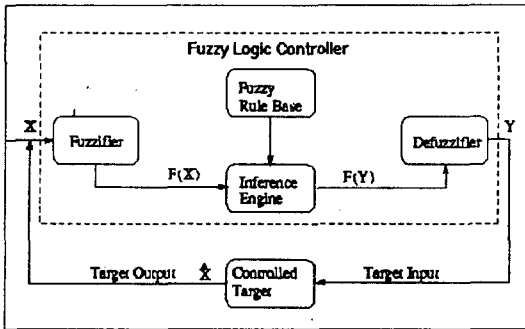 Fuzzy Logic Controller
Fuzzy
Rule Base
X
Y
Fuzzifier
Defuzzifier
F(X)
Inference
Engine
F(Y)
Target Output
X̂
Controlled
Target
Target Input